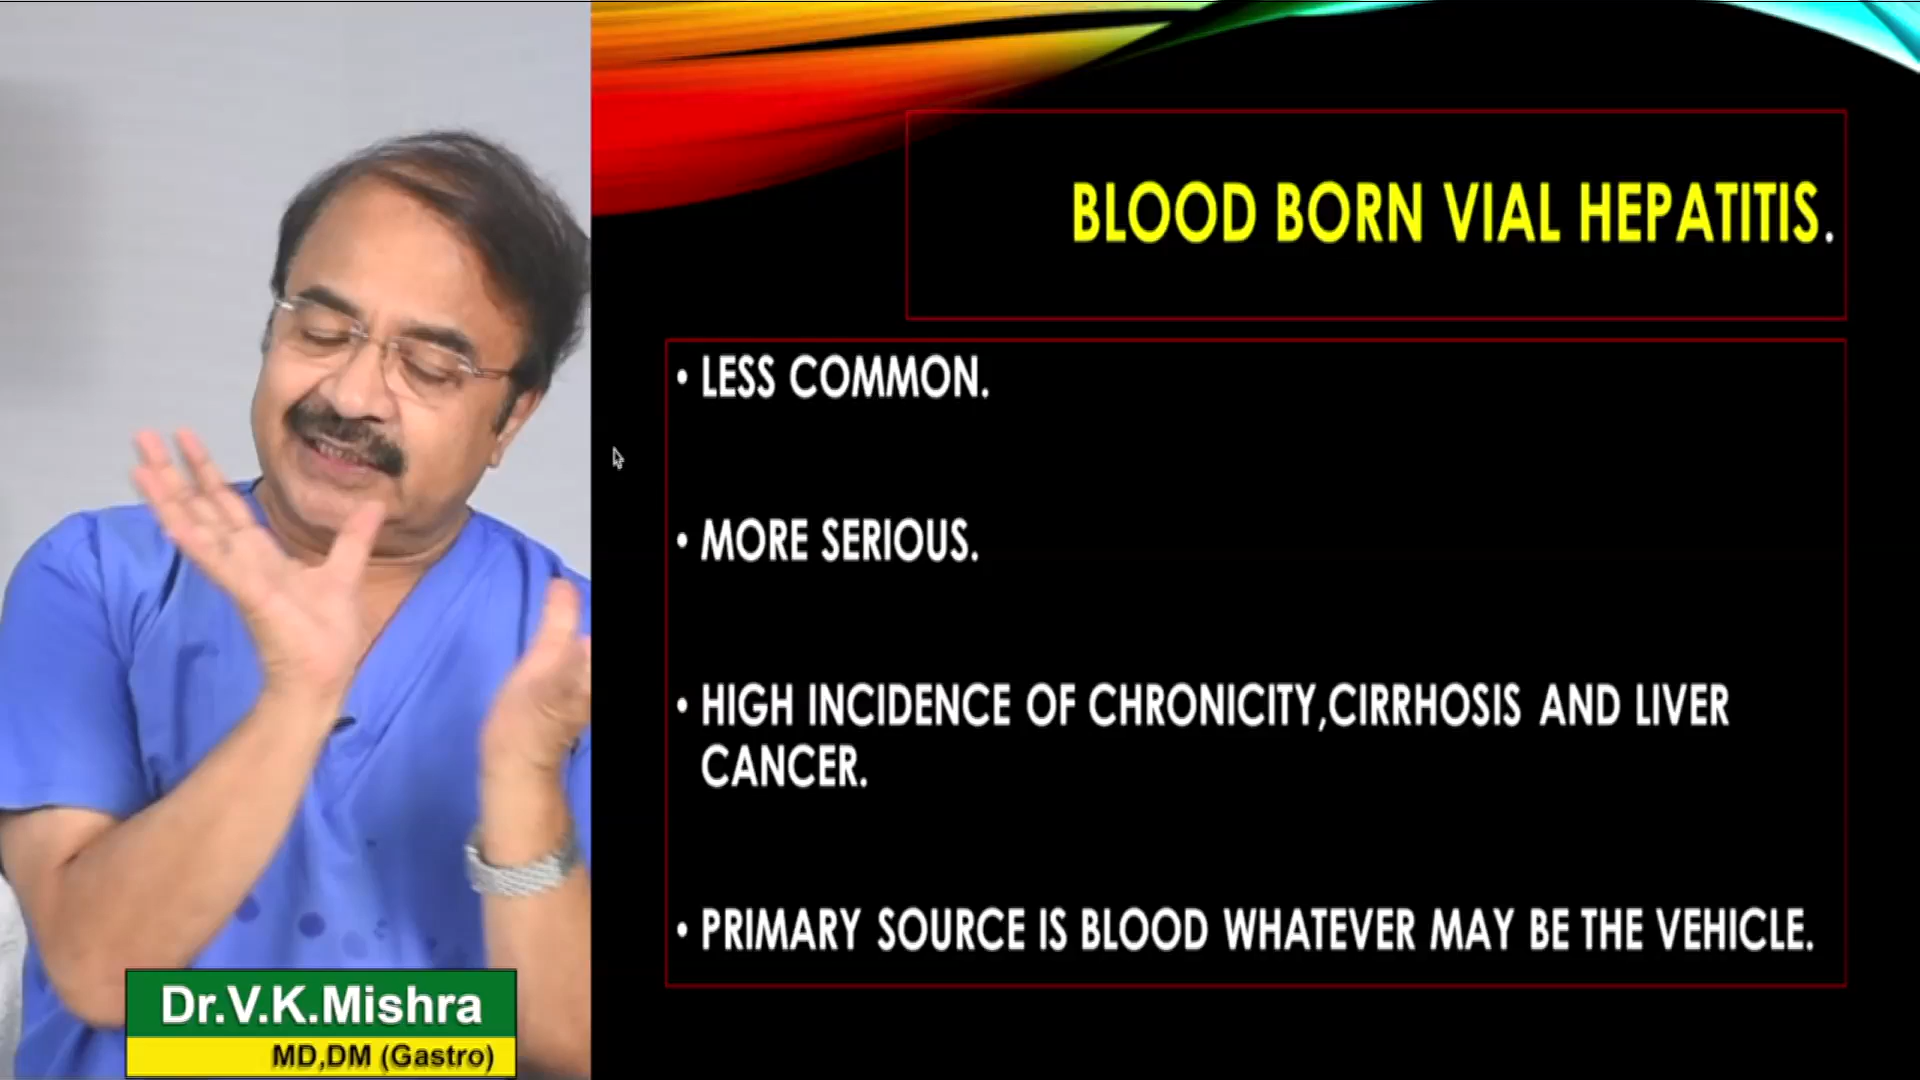 BLOOD BORN VIAL HEPATITIS.
• LESS COMMON.
• MORE SERIOUS.
• HIGH INCIDENCE OF CHRONICITY,CIRRHOSIS AND LIVER
CANCER.
• PRIMARY SOURCE IS BLOOD WHATEVER MAY BE THE VEHICLE.
Dr.V.K.Mishra
MD,DM (Gastro)